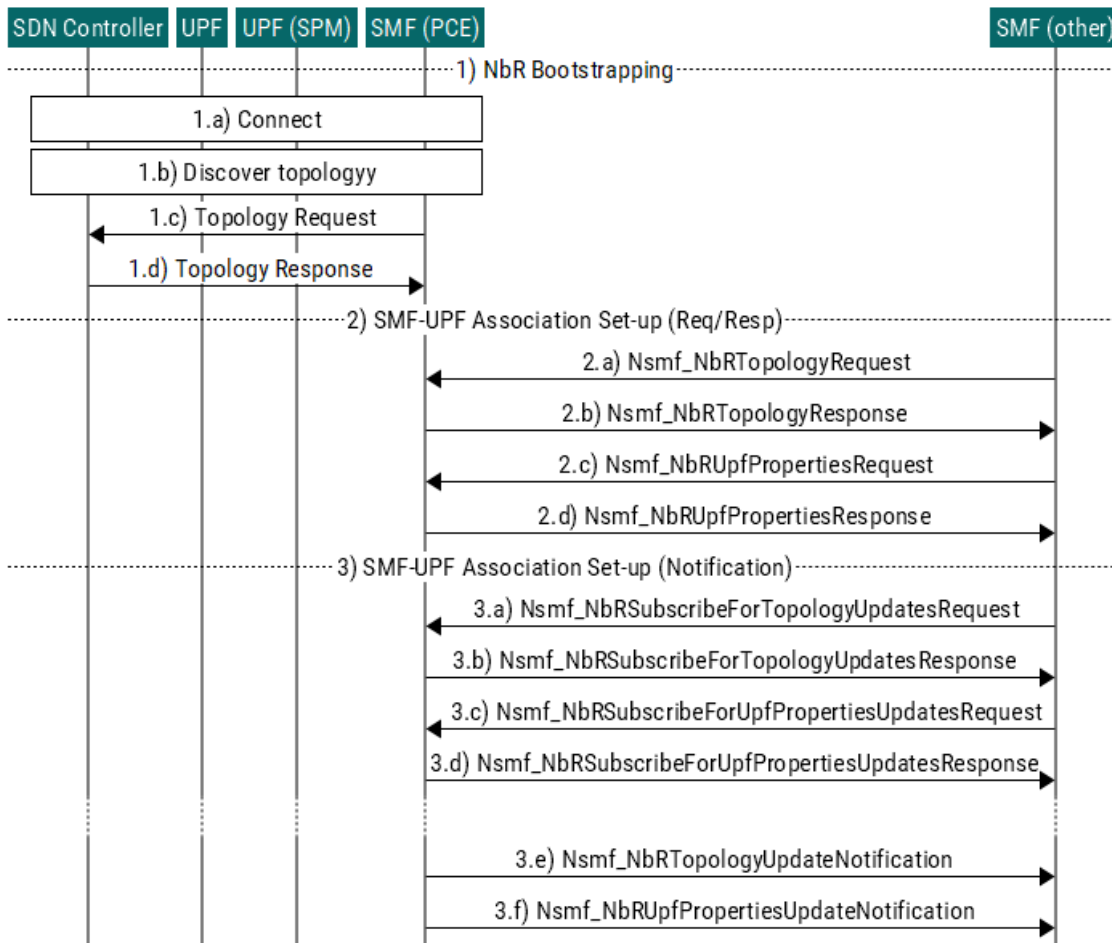 SDN Controller UPF UPF (SPM) SMF (PCE) SMF (other)
1) NbR Bootstrapping
1.a) Connect
1.b) Discover topologyy
1.c) Topology Request
1.d) Topology Response
2) SMF-UPF Association Set-up (Req/Resp)
2.a) Nsmf_NbRTopologyRequest
2.b) Nsmf_NbRTopologyResponse
2.c) Nsmf_NbRUpfPropertiesRequest
2.d) Nsmf_NbRUpfPropertiesResponse
3) SMF-UPF Association Set-up (Notification)
3.a) Nsmf_NbRSubscribeForTopologyUpdatesRequest
3.b) Nsmf_NbRSubscribeForTopologyUpdatesResponse
3.c) Nsmf_NbRSubscribeForUpfPropertiesUpdatesRequest
3.d) Nsmf_NbRSubscribeForUpfPropertiesUpdatesResponse
3.e) Nsmf_NbRTopologyUpdateNotification
3.f) Nsmf_NbRUpfPropertiesUpdateNotification